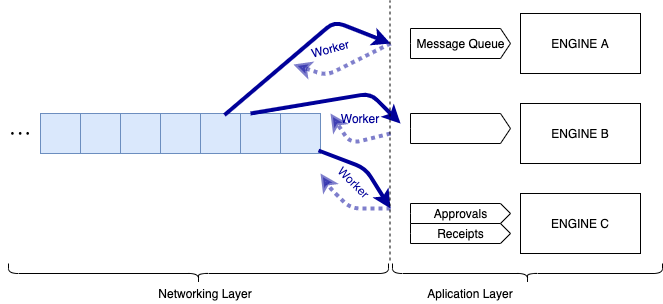 Worker
Message Queue
ENGINE A
...
Worker
ENGINE B
Worker
Approvals
Receipts
ENGINE C
Networking Layer
Aplication Layer